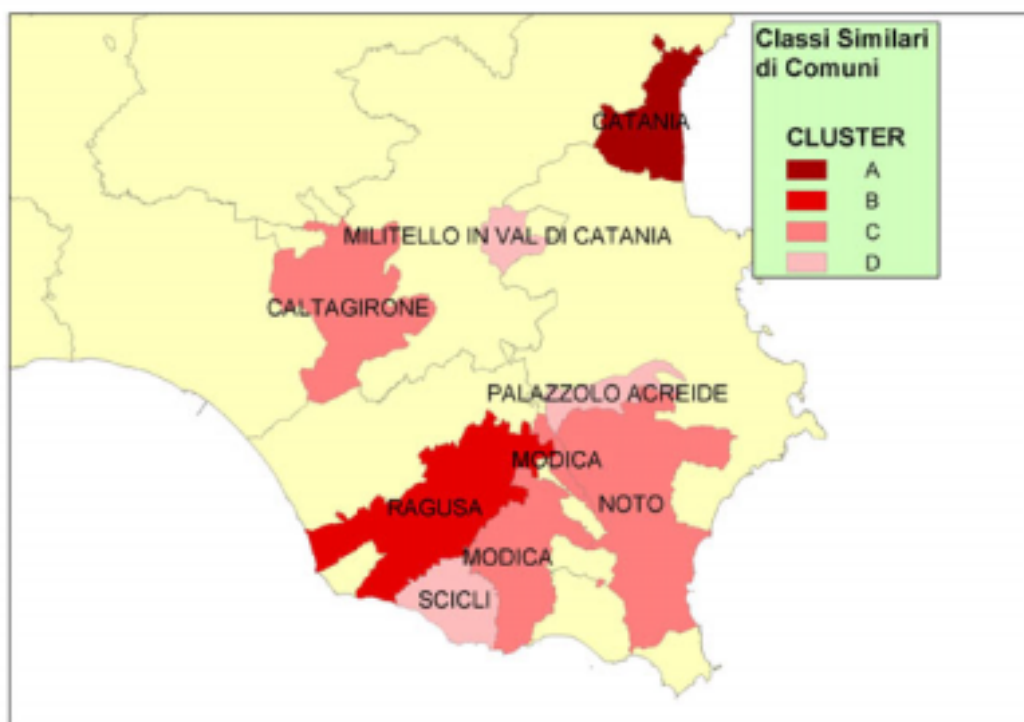 Classi Similari
di Comuni
CLUSTER
A
B
C
D
CATANIA
MILITELLO IN VAL DI CATANIA
CALTAGIRONE
PALAZZOLO ACREIDE
MODICA
RAGUSA
NOTO
MODICA
SCICLI